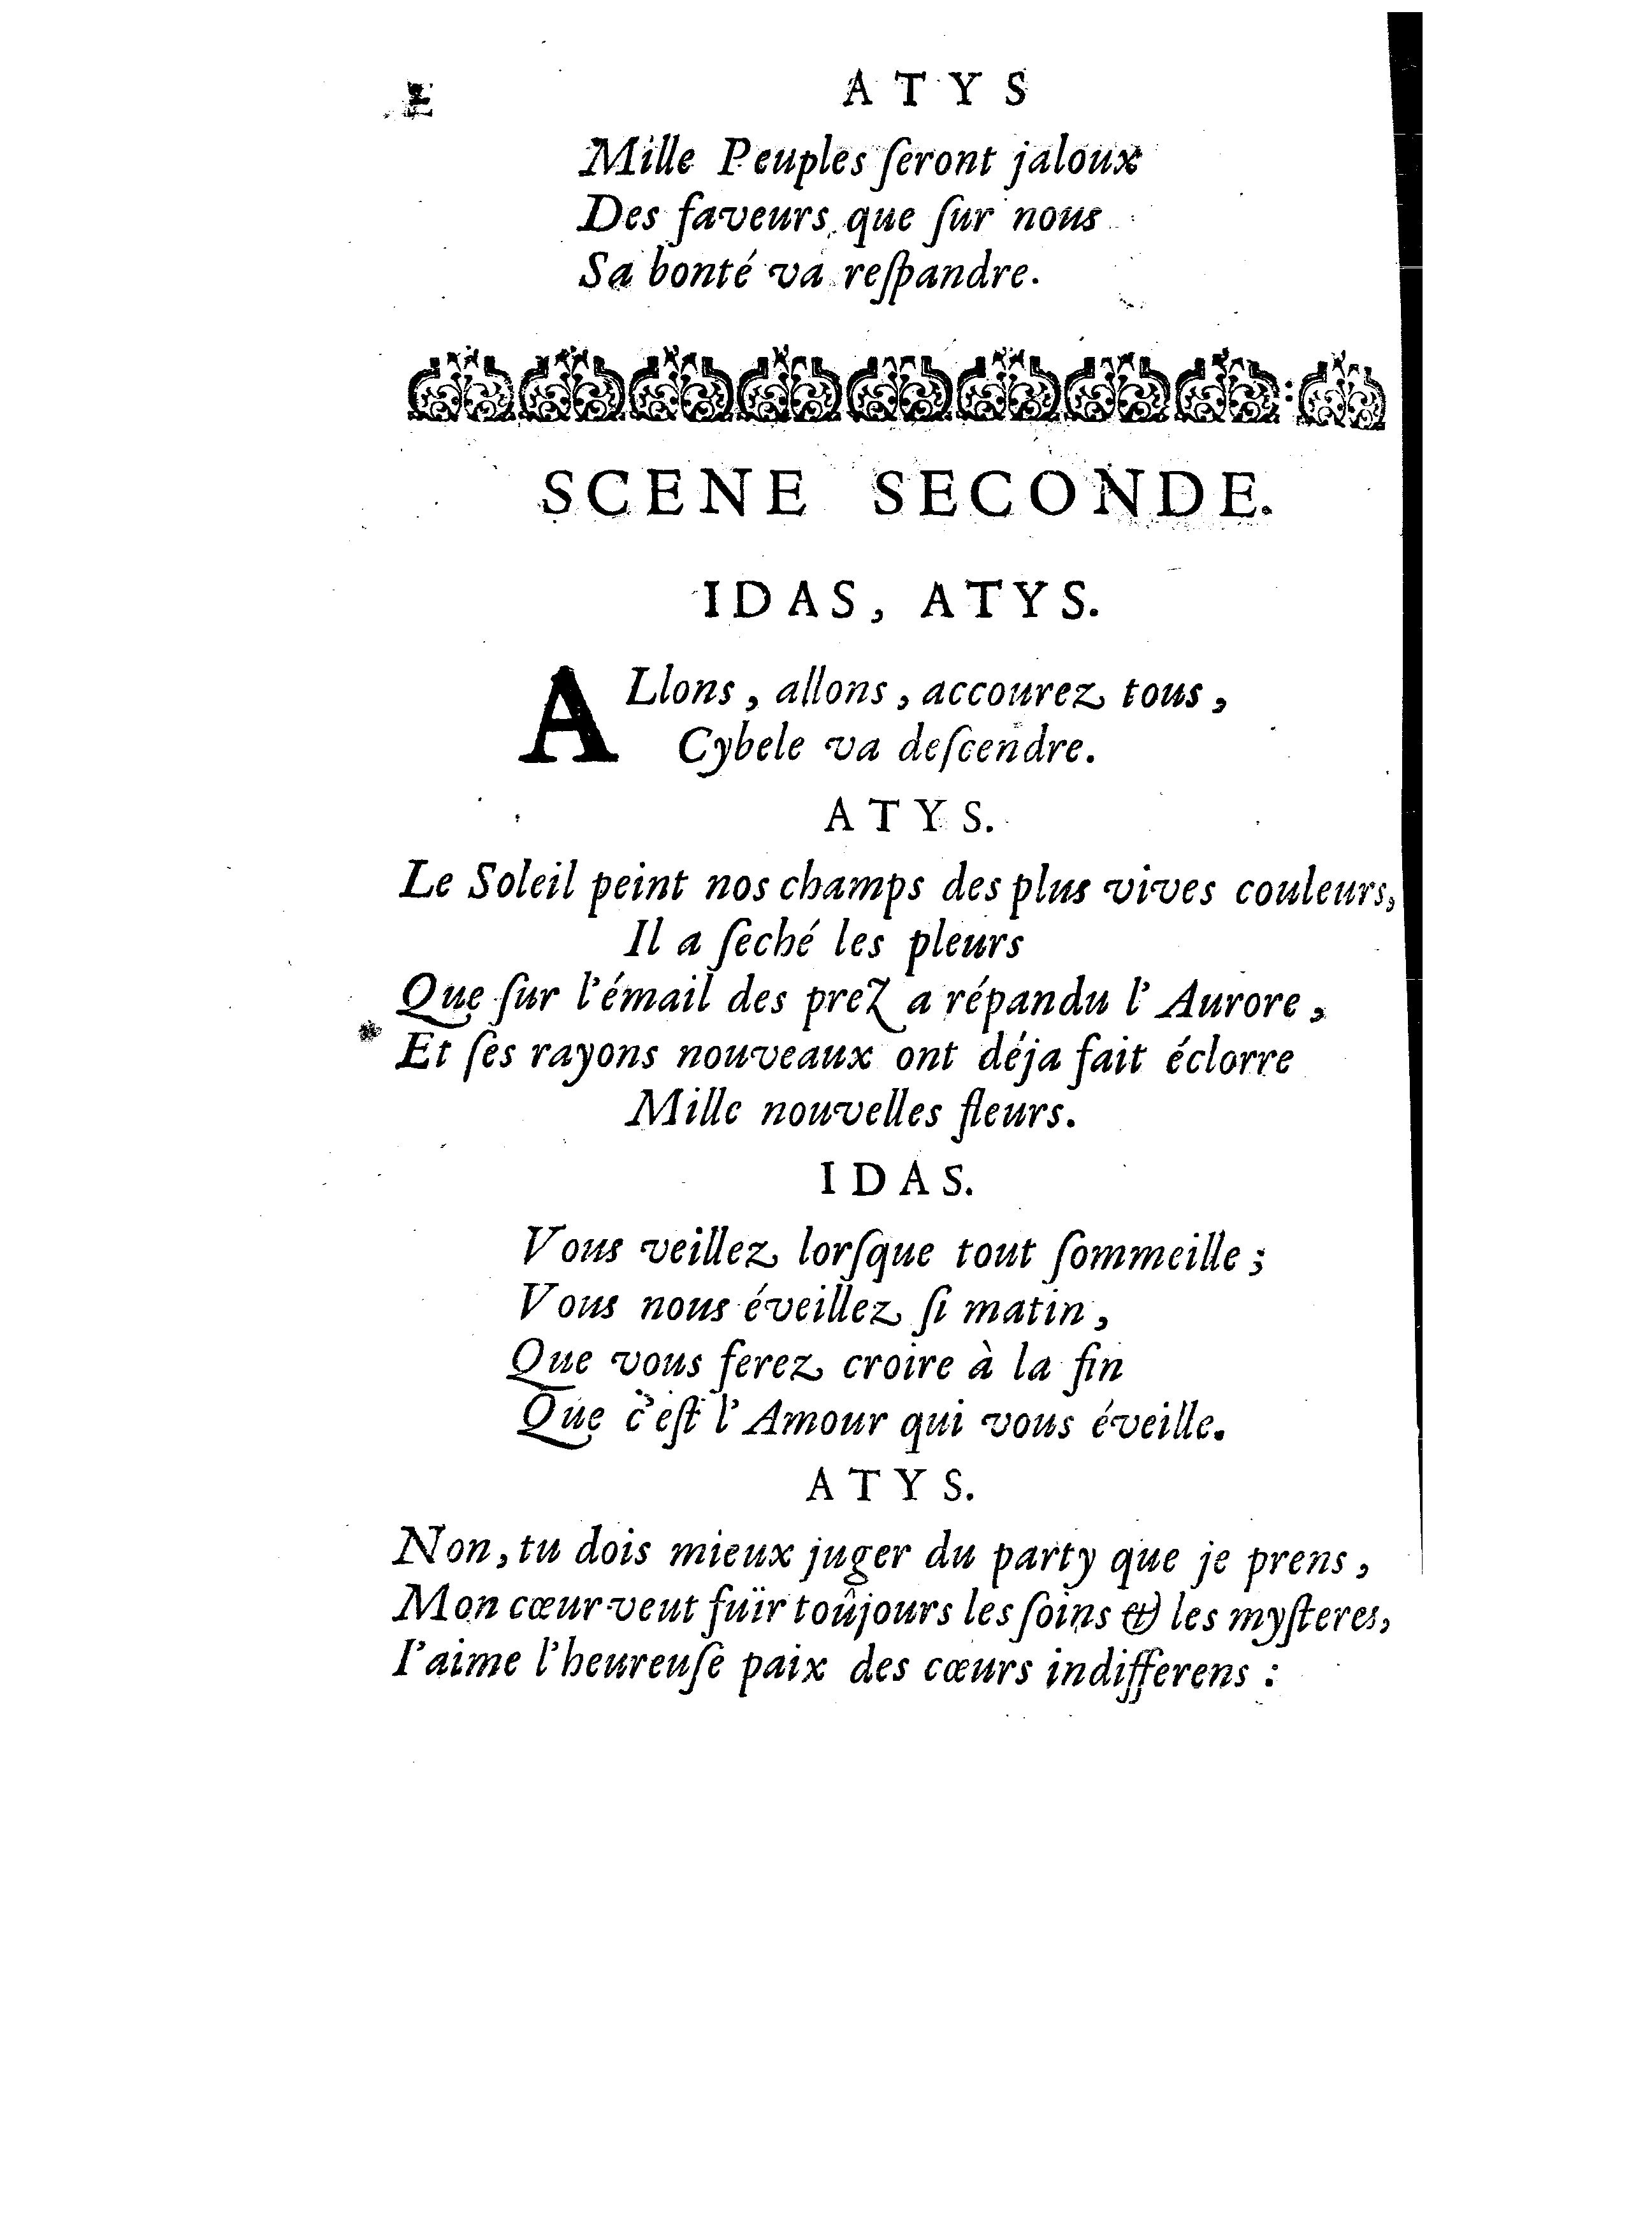 ATYS
Mille Peuples ſeront jaloux
Des faveurs que ſur nous
Sa bonté va reſpandre.
SCENE SECONDE.
IDAS, ATYS.
ALlons, allons, accourez tous,
Cybele va deſcendre.
ATYS.
Le Soleil peint nos champs des plus vives couleurs,
Il a ſeché les pleurs
Que ſur l'émail des prez a répandu l'Aurore,
Et ſes rayons nouveaux ont déja fait éclorre
Mille nouvelles fleurs.
IDAS.
Vous veillez lorſque tout ſommeille;
Vous nous éveillez ſi matin,
Que vous ferez croire à la fin
Que c'eſt l'Amour qui vous éveille.
ATYS.
Non, tu dois mieux juger du party que je prens,
Mon cœur veut fuïr toûjours les ſoins & les myſteres,
I'aime l'heureuſe paix des cœurs indifferens :